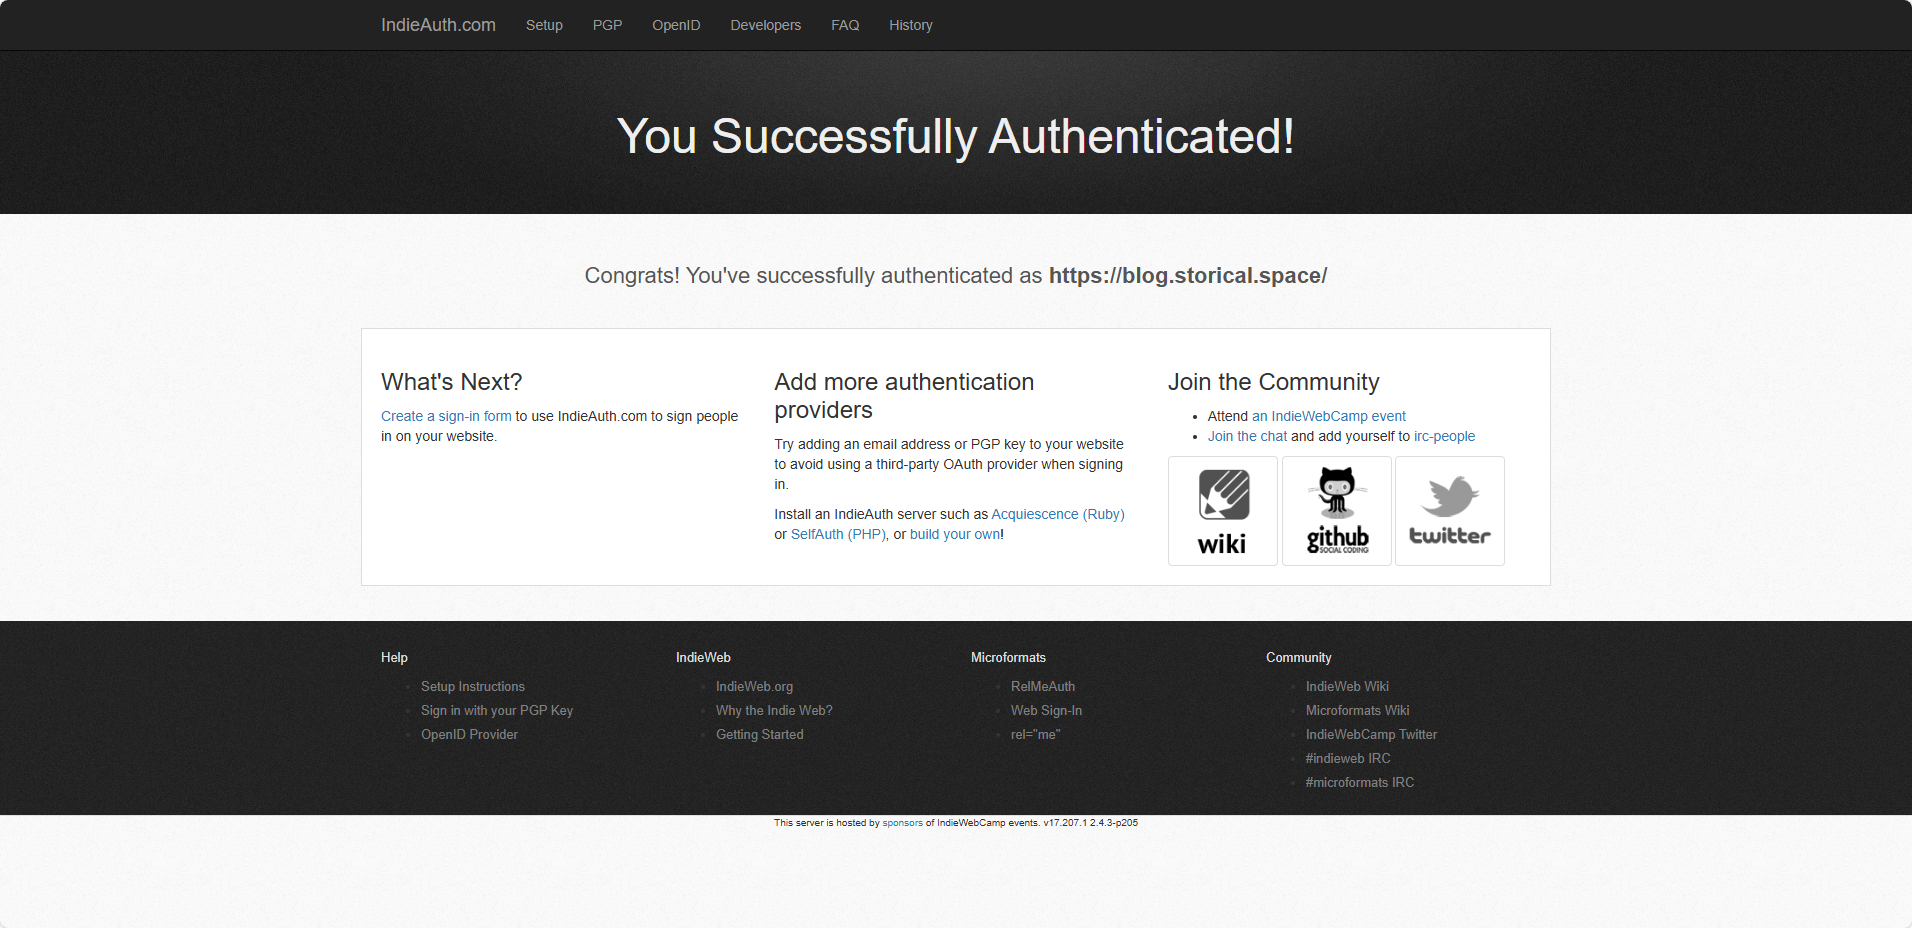 IndieAuth.com Setup PGP OpenID Developers FAQ History
You Successfully Authenticated!
Congrats! You've successfully authenticated as https://blog.storical.space/
What's Next?
Create a sign-in form to use IndieAuth.com to sign people
in on your website.
Add more authentication
providers
Try adding an email address or PGP key to your website
to avoid using a third-party OAuth provider when signing
in.
Install an IndieAuth server such as Acquiescence (Ruby)
or SelfAuth (PHP), or build your own!
Join the Community
Attend an IndieWebCamp event
Join the chat and add yourself to irc-people
wiki
github
SOCIAL CODING
twitter
Help
Setup Instructions
Sign in with your PGP Key
OpenID Provider
IndieWeb
IndieWeb.org
Why the Indie Web?
Getting Started
Microformats
RelMeAuth
Web Sign-In
rel="me"
Community
IndieWeb Wiki
Microformats Wiki
IndieWebCamp Twitter
#indieweb IRC
#microformats IRC
This server is hosted by sponsors of IndieWebCamp events. v17.207.1 2.4.3-p205